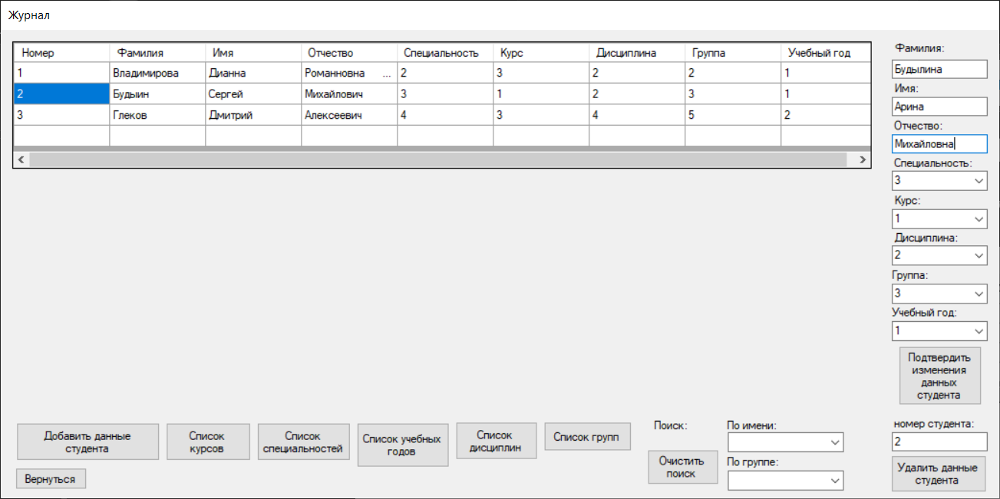 Журнал
Номер Фамилия Имя Отчество Специальность Курс Дисциплина Группа Учебный год
1 Владимирова Дианна Романновна ... 2 3 2 2 1
2 Будыин Сергей Михайлович 3 1 2 3 1
3 Глеков Дмитрий Алексеевич 4 3 4 5 2
Фамилия:
Будылина
Имя:
Арина
Отчество:
Михайловна
Специальность:
3
Курс:
1
Дисциплина:
2
Группа:
3
Учебный год:
1
Подтвердить
изменения
данных
студента
номер студента:
2
Удалить данные
студента
Добавить данные
студента
Список
курсов
Список
специальностей
Список учебных
годов
Список
дисциплин
Список групп
Поиск:
По имени:
Очистить
поиск
По группе:
Вернуться